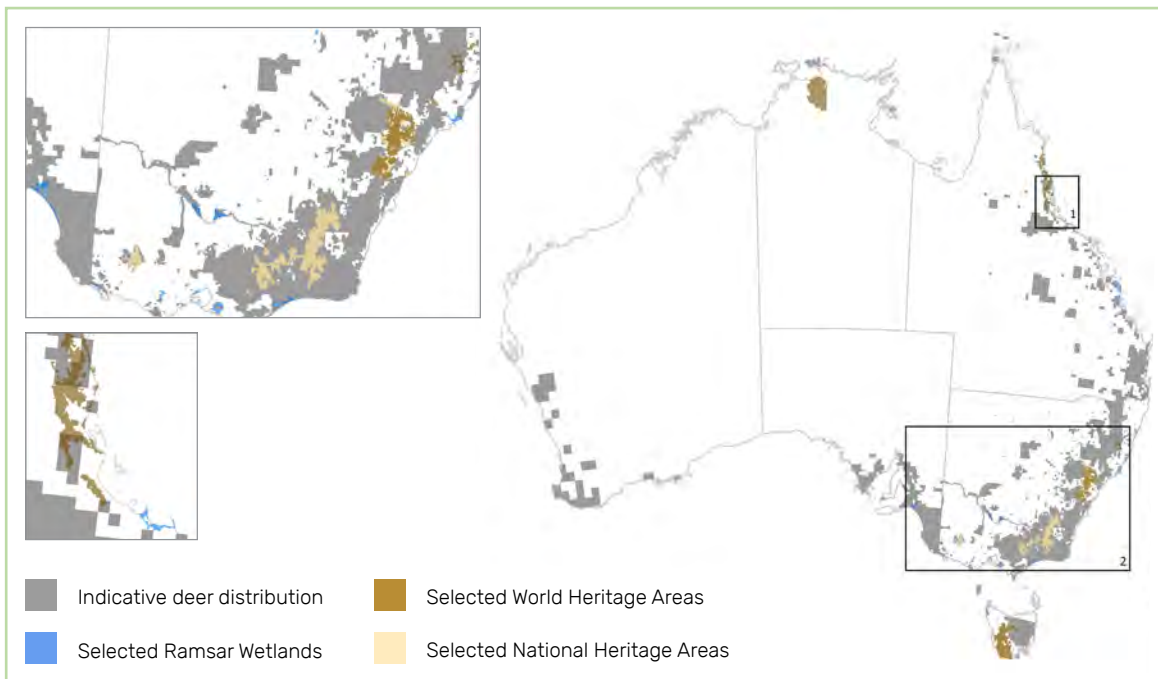 1
2
Indicative deer distribution
Selected World Heritage Areas
Selected Ramsar Wetlands
Selected National Heritage Areas